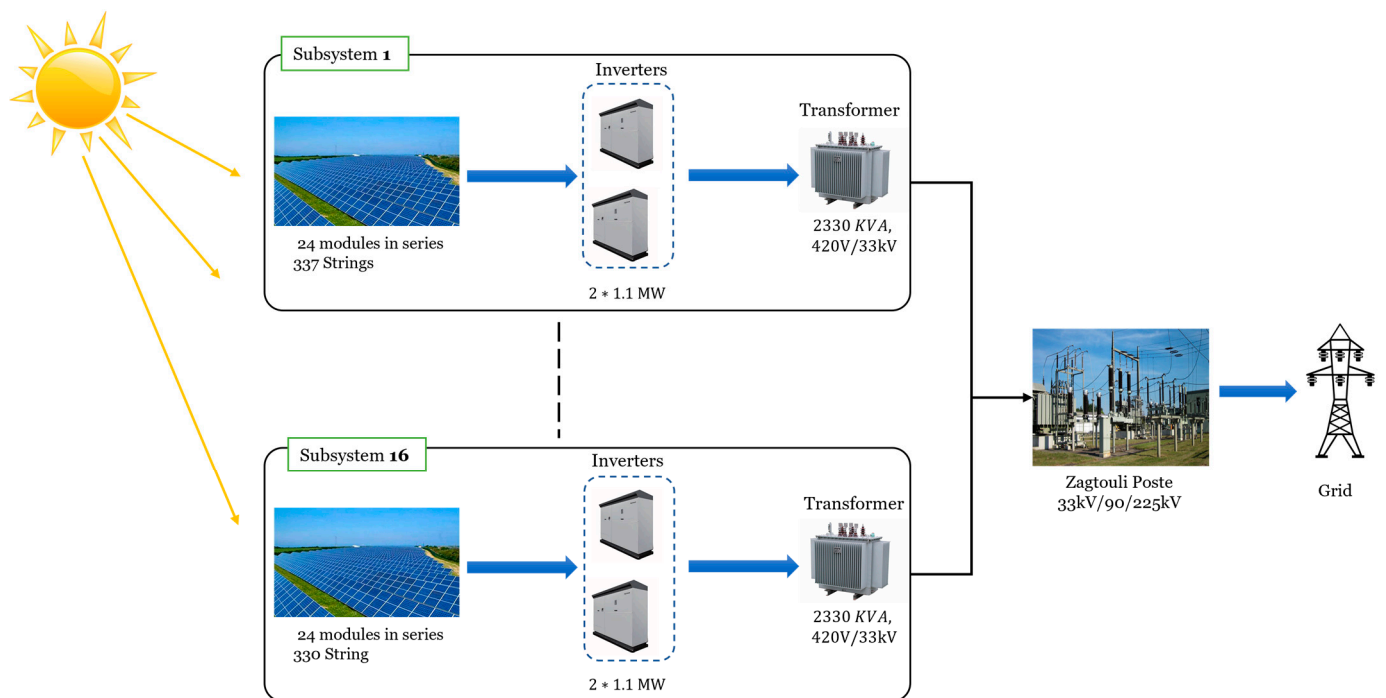 Subsystem 1
Inverters
Transformer
24 modules in series
337 Strings
2330 KVA,
420V/33kV
2 * 1.1 MW
Subsystem 16
Inverters
Transformer
24 modules in series
330 String
2330 KVA,
420V/33kV
2 * 1.1 MW
Zagtouli Poste
33kV/90/225kV
Grid